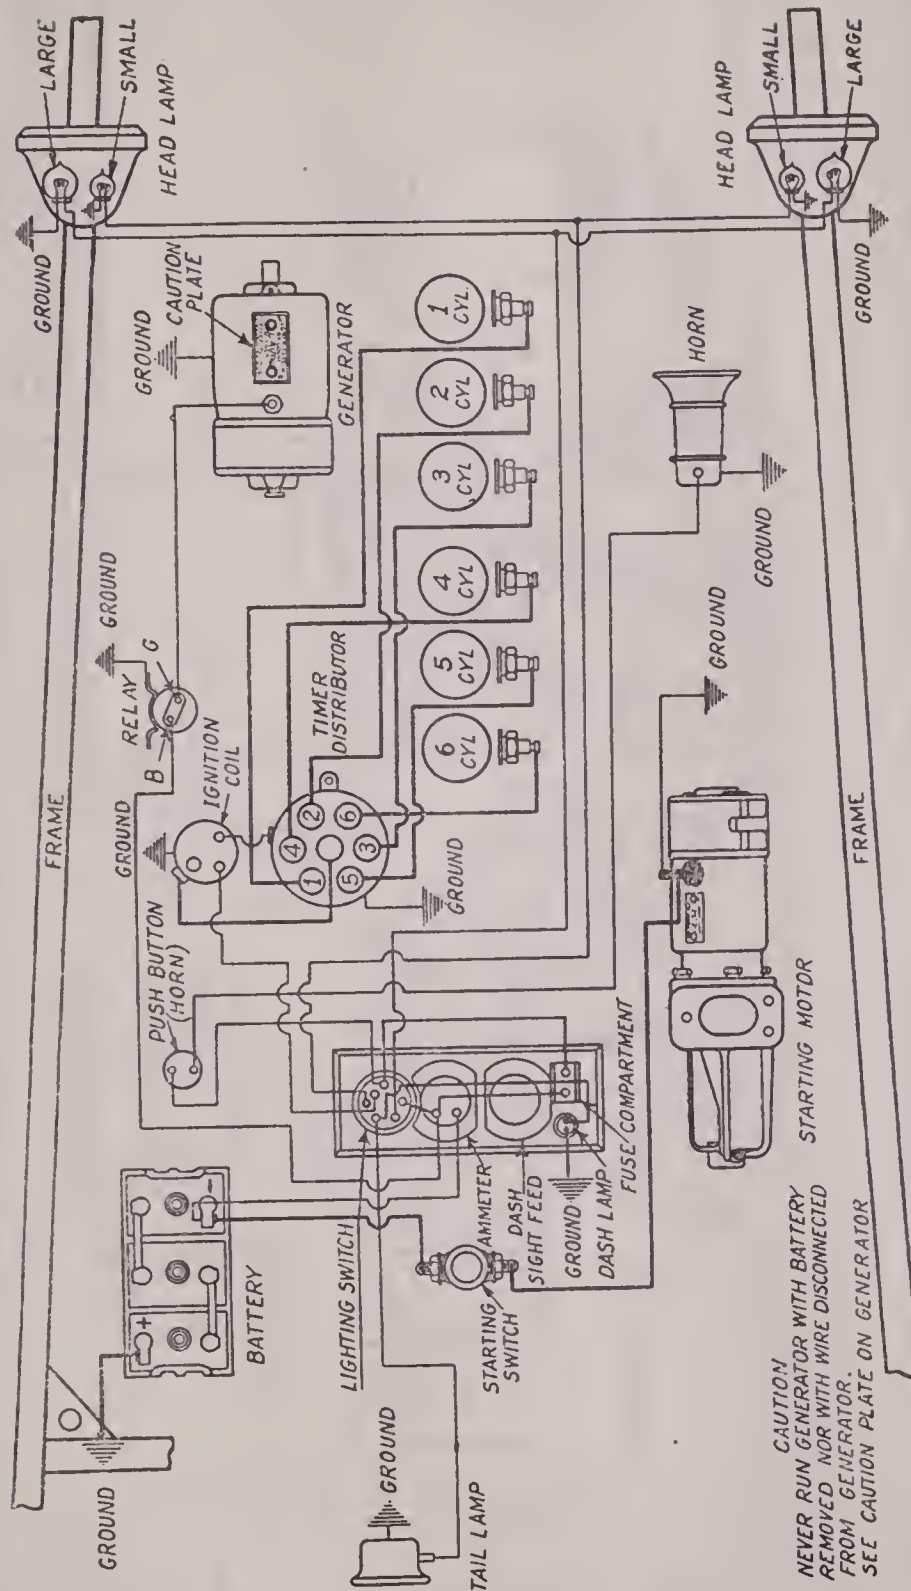 LARGE
SMALL
HEAD LAMP
GROUND
CAUTION
PLATE
GROUND
GENERATOR
1
CYL.
2
CYL
3
CYL
4
CYL
5
CYL
6
CYL
GROUND
RELAY
B
G
IGNITION
COIL
GROUND
TIMER
DISTRIBUTOR
1
4
2
6
3
5
GROUND
PUSH BUTTON
(HORN)
FRAME
HEAD LAMP
SMALL
LARGE
GROUND
HORN
GROUND
GROUND
FRAME
STARTING MOTOR
FUSE COMPARTMENT
DASH LAMP
GROUND
DASH
SIGHT FEED
AMMETER
STARTING
SWITCH
LIGHTING SWITCH
-
+
BATTERY
GROUND
GROUND
TAIL LAMP
CAUTION
NEVER RUN GENERATOR WITH BATTERY
REMOVED NOR WITH WIRE DISCONNECTED
FROM GENERATOR.
SEE CAUTION PLATE ON GENERATOR